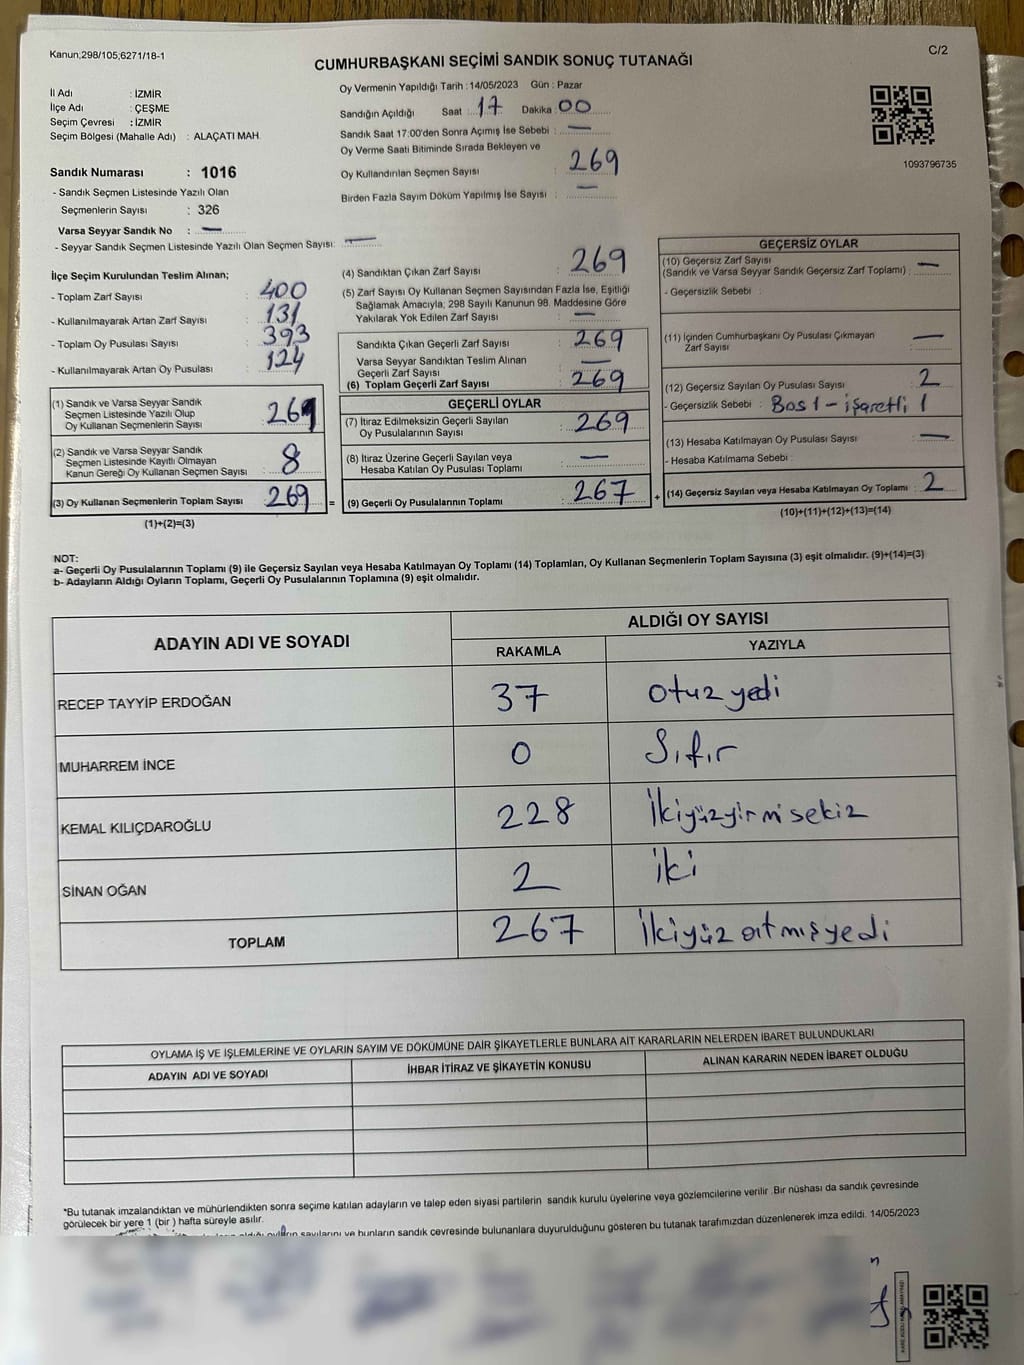 Kanun;298/105;6271/18-1
C/2
CUMHURBAŞKANI SEÇİMİ SANDIK SONUÇ TUTANAĞI
İl Adı : İZMİR
İlçe Adı : ÇEŞME
Seçim Çevresi : İZMİR
Seçim Bölgesi (Mahalle Adı) : ALAÇATI MAH.
Oy Vermenin Yapıldığı Tarih : 14/05/2023 Gün : Pazar
Sandığın Açıldığı Saat : 17 Dakika : 00
Sandık Saat 17:00'den Sonra Açımış İse Sebebi : —
Oy Verme Saati Bitiminde Sırada Bekleyen ve
Oy Kullandırılan Seçmen Sayısı : 269
Birden Fazla Sayım Döküm Yapılmış İse Sayısı : —
1093796735
Sandık Numarası : 1016
- Sandık Seçmen Listesinde Yazılı Olan
Seçmenlerin Sayısı : 326
Varsa Seyyar Sandık No : —
- Seyyar Sandık Seçmen Listesinde Yazılı Olan Seçmen Sayısı: —
İlçe Seçim Kurulundan Teslim Alınan;
- Toplam Zarf Sayısı : 400
- Kullanılmayarak Artan Zarf Sayısı : 131
- Toplam Oy Pusulası Sayısı : 393
- Kullanılmayarak Artan Oy Pusulası : 124
(1) Sandık ve Varsa Seyyar Sandık
Seçmen Listesinde Yazılı Olup
Oy Kullanan Seçmenlerin Sayısı
(2) Sandık ve Varsa Seyyar Sandık
Seçmen Listesinde Kayıtlı Olmayan
Kanun Gereği Oy Kullanan Seçmen Sayısı : 8
(3) Oy Kullanan Seçmenlerin Toplam Sayısı : 269 =
(1)+(2)=(3)
(4) Sandıktan Çıkan Zarf Sayısı : 269
(5) Zarf Sayısı Oy Kullanan Seçmen Sayısından Fazla İse, Eşitliği
Sağlamak Amacıyla; 298 Sayılı Kanunun 98. Maddesine Göre
Yakılarak Yok Edilen Zarf Sayısı : —
Sandıkta Çıkan Geçerli Zarf Sayısı : 269
Varsa Seyyar Sandıktan Teslim Alınan
Geçerli Zarf Sayısı : —
(6) Toplam Geçerli Zarf Sayısı : 269
GEÇERLİ OYLAR
(7) İtiraz Edilmeksizin Geçerli Sayılan
Oy Pusulalarının Sayısı : 269
(8) İtiraz Üzerine Geçerli Sayılan veya
Hesaba Katılan Oy Pusulası Toplamı : —
(9) Geçerli Oy Pusulalarının Toplamı : 267 +
GEÇERSİZ OYLAR
(10) Geçersiz Zarf Sayısı
(Sandık ve Varsa Seyyar Sandık Geçersiz Zarf Toplamı) : —
- Geçersizlik Sebebi :
(11) İçinden Cumhurbaşkanı Oy Pusulası Çıkmayan
Zarf Sayısı : —
(12) Geçersiz Sayılan Oy Pusulası Sayısı : 2
- Geçersizlik Sebebi : Bos 1 - işaretli 1
(13) Hesaba Katılmayan Oy Pusulası Sayısı : —
- Hesaba Katılmama Sebebi :
(14) Geçersiz Sayılan veya Hesaba Katılmayan Oy Toplamı : 2
(10)+(11)+(12)+(13)=(14)
NOT:
a- Geçerli Oy Pusulalarının Toplamı (9) ile Geçersiz Sayılan veya Hesaba Katılmayan Oy Toplamı (14) Toplamları, Oy Kullanan Seçmenlerin Toplam Sayısına (3) eşit olmalıdır. (9)+(14)=(3)
b- Adayların Aldığı Oyların Toplamı, Geçerli Oy Pusulalarının Toplamına (9) eşit olmalıdır.
ADAYIN ADI VE SOYADI
ALDIĞI OY SAYISI
RAKAMLA YAZIYLA
RECEP TAYYİP ERDOĞAN 37 otuz yedi
MUHARREM İNCE 0 Sıfır
KEMAL KILIÇDAROĞLU 228 İkiyüzyirmisekiz
SİNAN OĞAN 2 iki
TOPLAM 267 İkiyüz atmışyedi
OYLAMA İŞ VE İŞLEMLERİNE VE OYLARIN SAYIM VE DÖKÜMÜNE DAİR ŞİKAYETLERLE BUNLARA AİT KARARLARIN NELERDEN İBARET BULUNDUKLARI
ADAYIN ADI VE SOYADI İHBAR İTİRAZ VE ŞİKAYETİN KONUSU ALINAN KARARIN NEDEN İBARET OLDUĞU
*Bu tutanak imzalandıktan ve mühürlendikten sonra seçime katılan adayların ve talep eden siyasi partilerin sandık kurulu üyelerine veya gözlemcilerine verilir .Bir nüshası da sandık çevresinde
görülecek bir yere 1 (bir ) hafta süreyle asılır.
oyların sayılarını ve bunların sandık çevresinde bulunanlara duyurulduğunu gösteren bu tutanak tarafımızdan düzenlenerek imza edildi. 14/05/2023